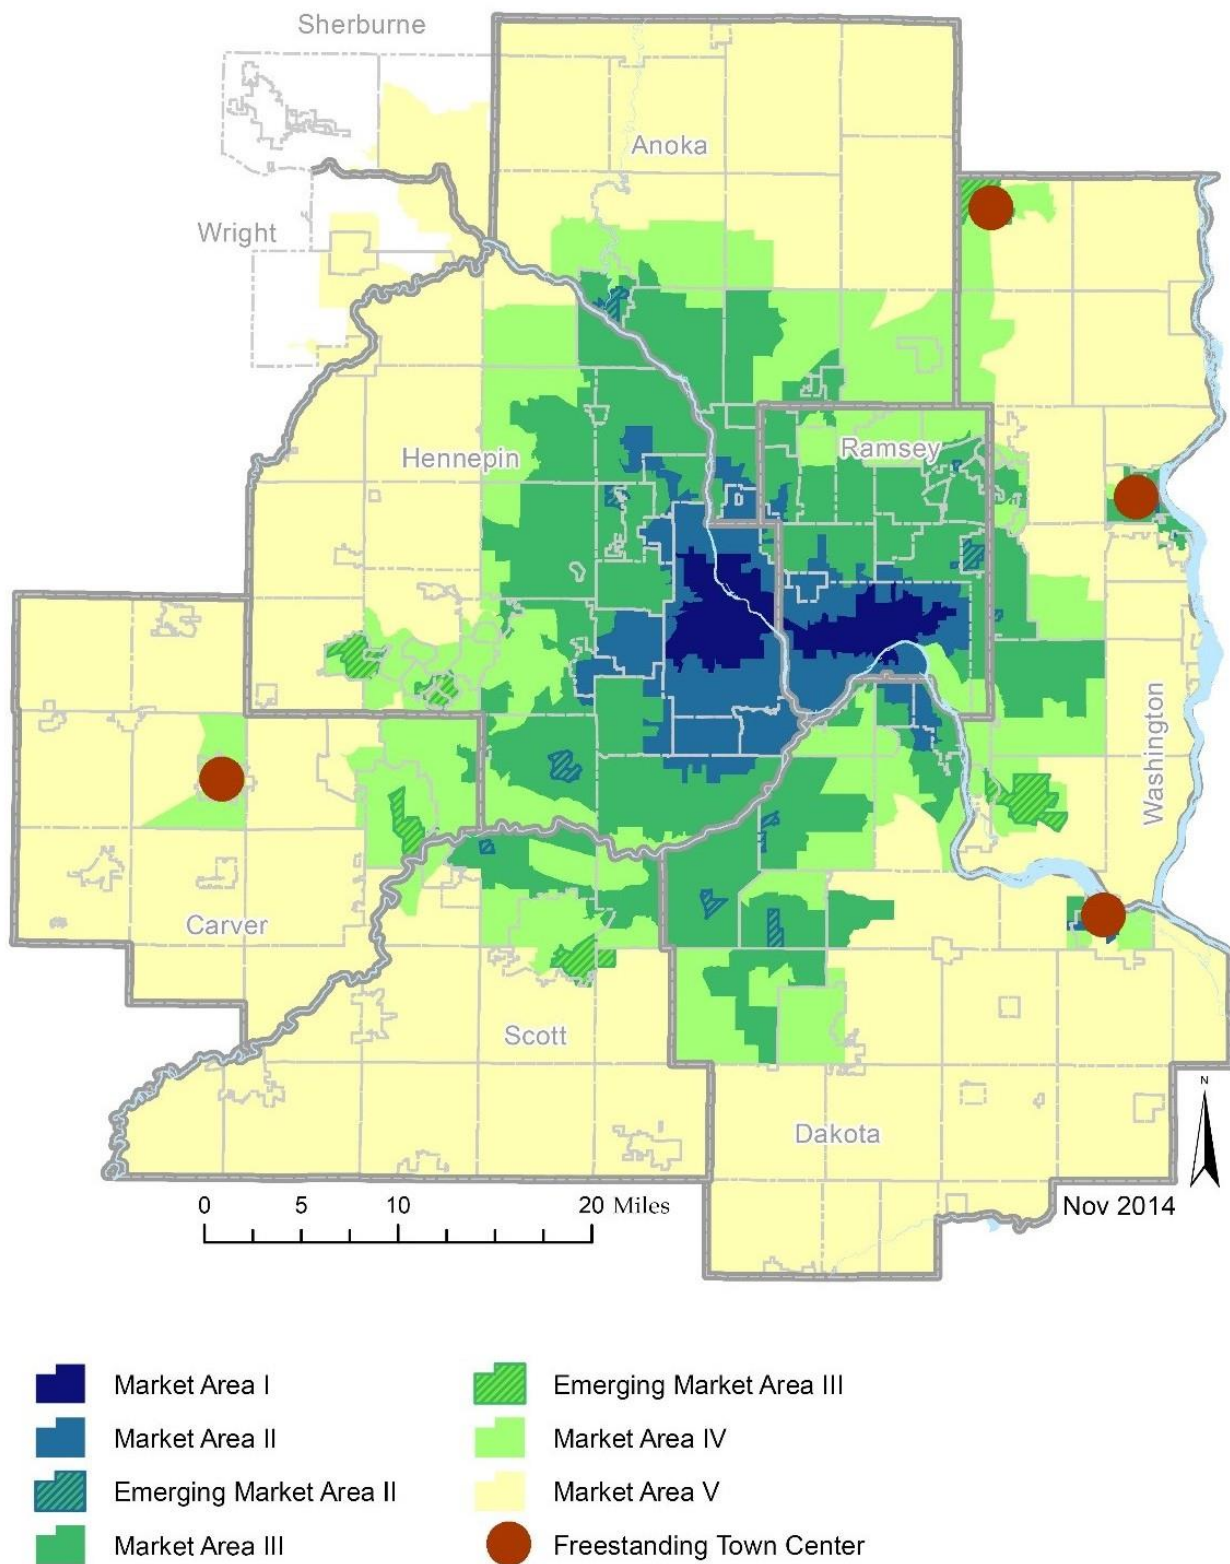 Sherburne
Anoka
Wright
Hennepin
Ramsey
Washington
Carver
Scott
Dakota
N
0 5 10 20 Miles
Nov 2014
Market Area I
Market Area II
Emerging Market Area II
Market Area III
Emerging Market Area III
Market Area IV
Market Area V
Freestanding Town Center